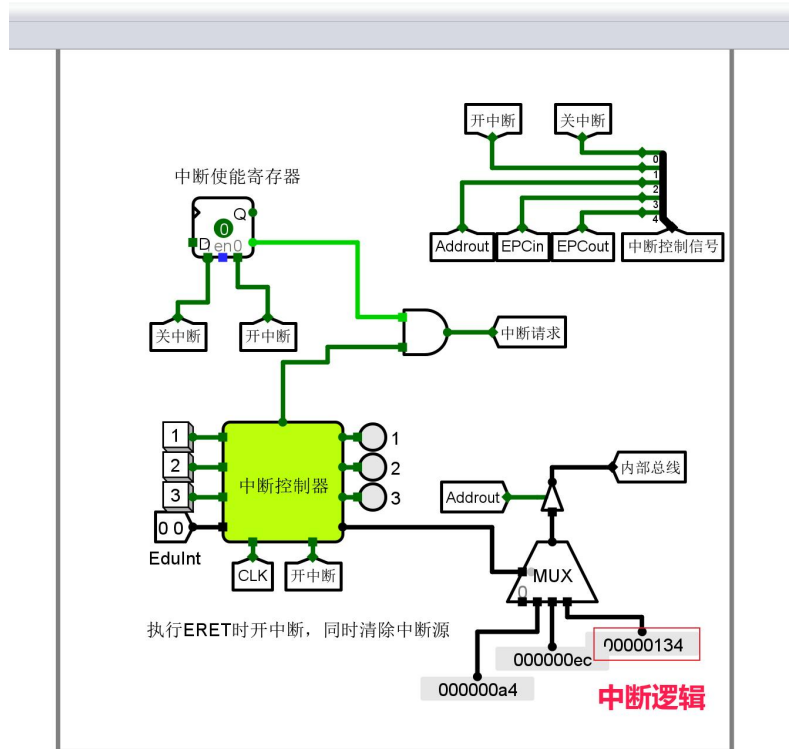 开中断
关中断
0
1
2
3
4
Addrout
EPCin
EPCout
中断控制信号
中断使能寄存器
Q
0
D
1 en 0
关中断
开中断
中断请求
1
2
3
0 0
EduInt
中断控制器
1
2
3
CLK
开中断
内部总线
Addrout
MUX
0
00000134
000000ec
000000a4
执行ERET时开中断，同时清除中断源
中断逻辑